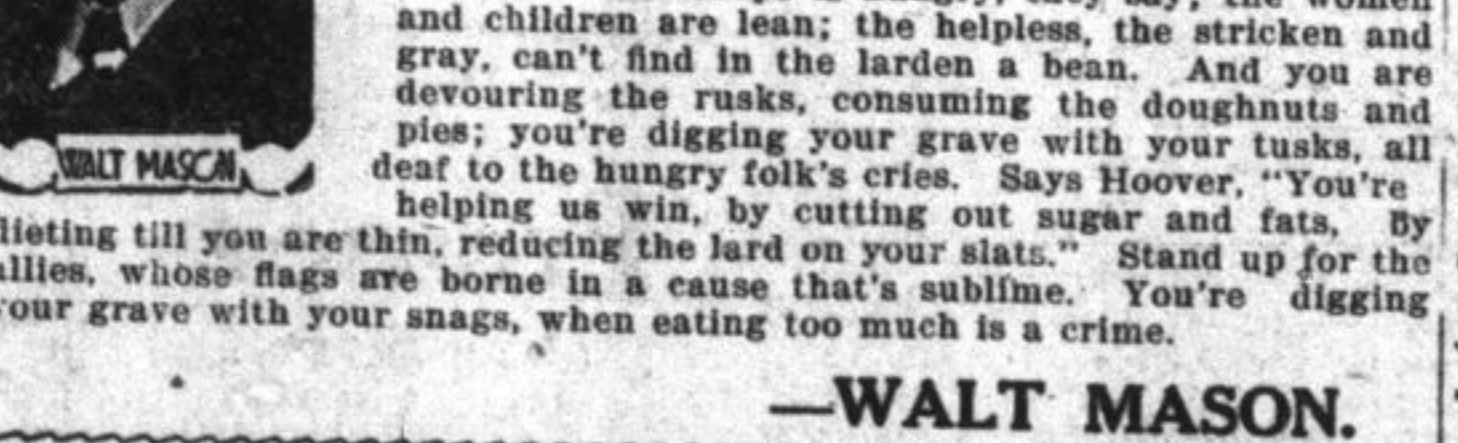 hungry, they say; the women
and children are lean; the helpless, the stricken and
gray, can't find in the larden a bean. And you are
devouring the rusks, consuming the doughnuts and
pies; you're digging your grave with your tusks, all
WALT MASON
deaf to the hungry folk's cries. Says Hoover, "You're
helping us win, by cutting out sugar and fats, By
dieting till you are thin, reducing the lard on your slats." Stand up for the
allies, whose flags are borne in a cause that's sublime. You're digging
your grave with your snags, when eating too much is a crime.
—WALT MASON.